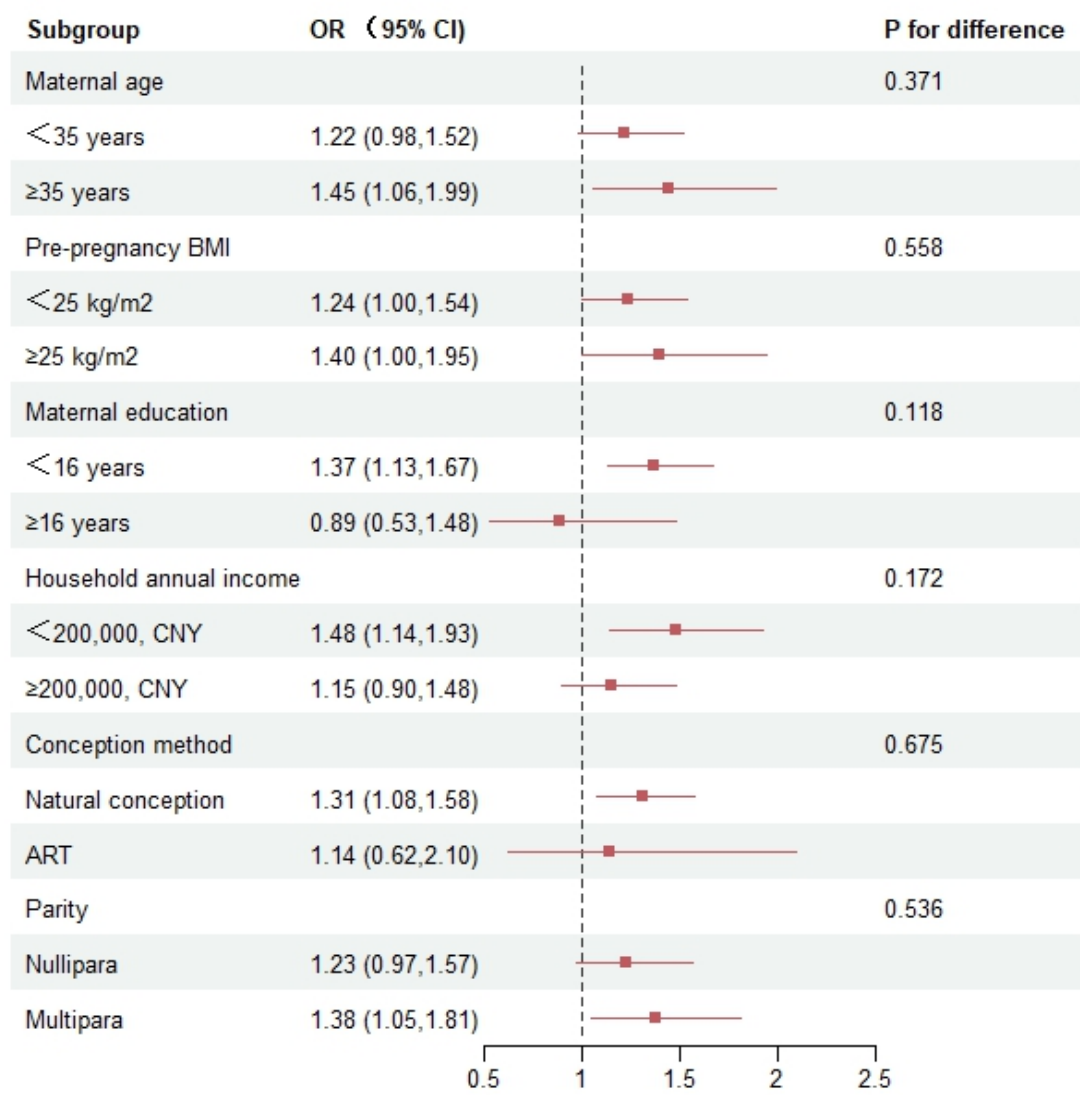 Subgroup OR （95% CI) P for difference
Maternal age 0.371
＜35 years 1.22 (0.98,1.52)
≥35 years 1.45 (1.06,1.99)
Pre-pregnancy BMI 0.558
＜25 kg/m2 1.24 (1.00,1.54)
≥25 kg/m2 1.40 (1.00,1.95)
Maternal education 0.118
＜16 years 1.37 (1.13,1.67)
≥16 years 0.89 (0.53,1.48)
Household annual income 0.172
＜200,000, CNY 1.48 (1.14,1.93)
≥200,000, CNY 1.15 (0.90,1.48)
Conception method 0.675
Natural conception 1.31 (1.08,1.58)
ART 1.14 (0.62,2.10)
Parity 0.536
Nullipara 1.23 (0.97,1.57)
Multipara 1.38 (1.05,1.81)
0.5 1 1.5 2 2.5